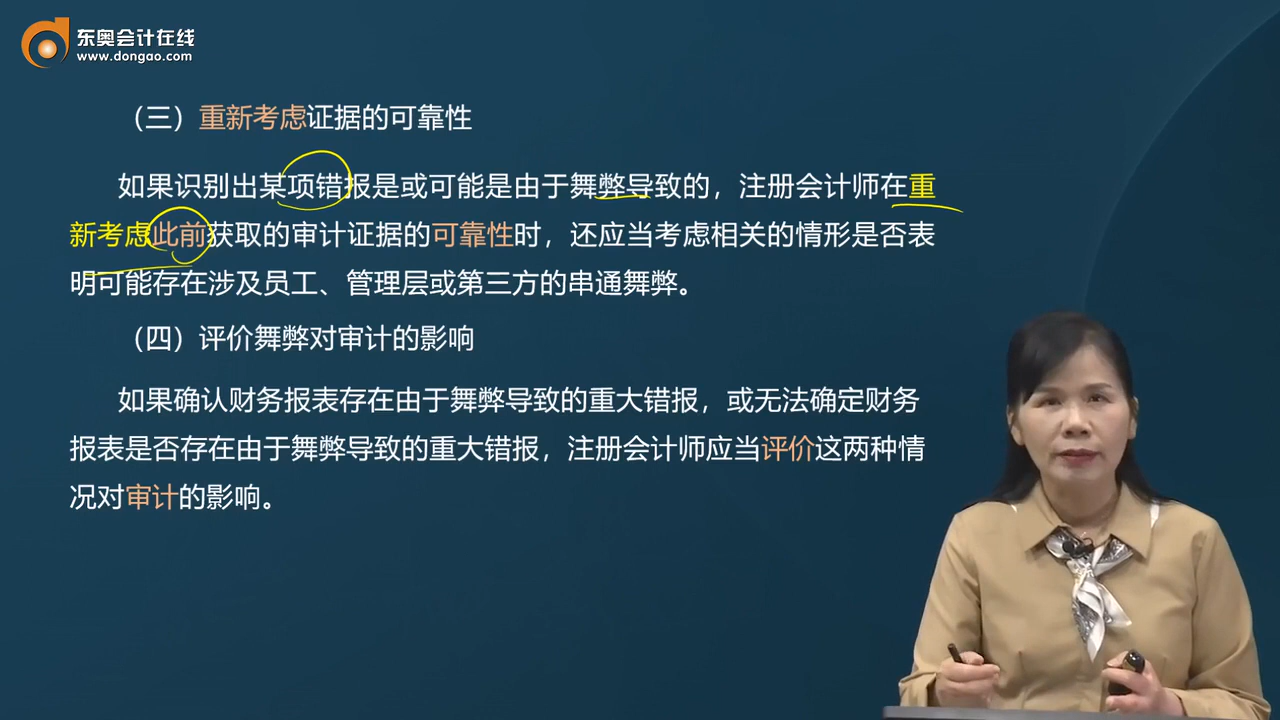 东奥会计在线
www.dongao.com
（三）重新考虑证据的可靠性
如果识别出某项错报是或可能是由于舞弊导致的，注册会计师在重
新考虑此前获取的审计证据的可靠性时，还应当考虑相关的情形是否表
明可能存在涉及员工、管理层或第三方的串通舞弊。
（四）评价舞弊对审计的影响
如果确认财务报表存在由于舞弊导致的重大错报，或无法确定财务
报表是否存在由于舞弊导致的重大错报，注册会计师应当评价这两种情
况对审计的影响。